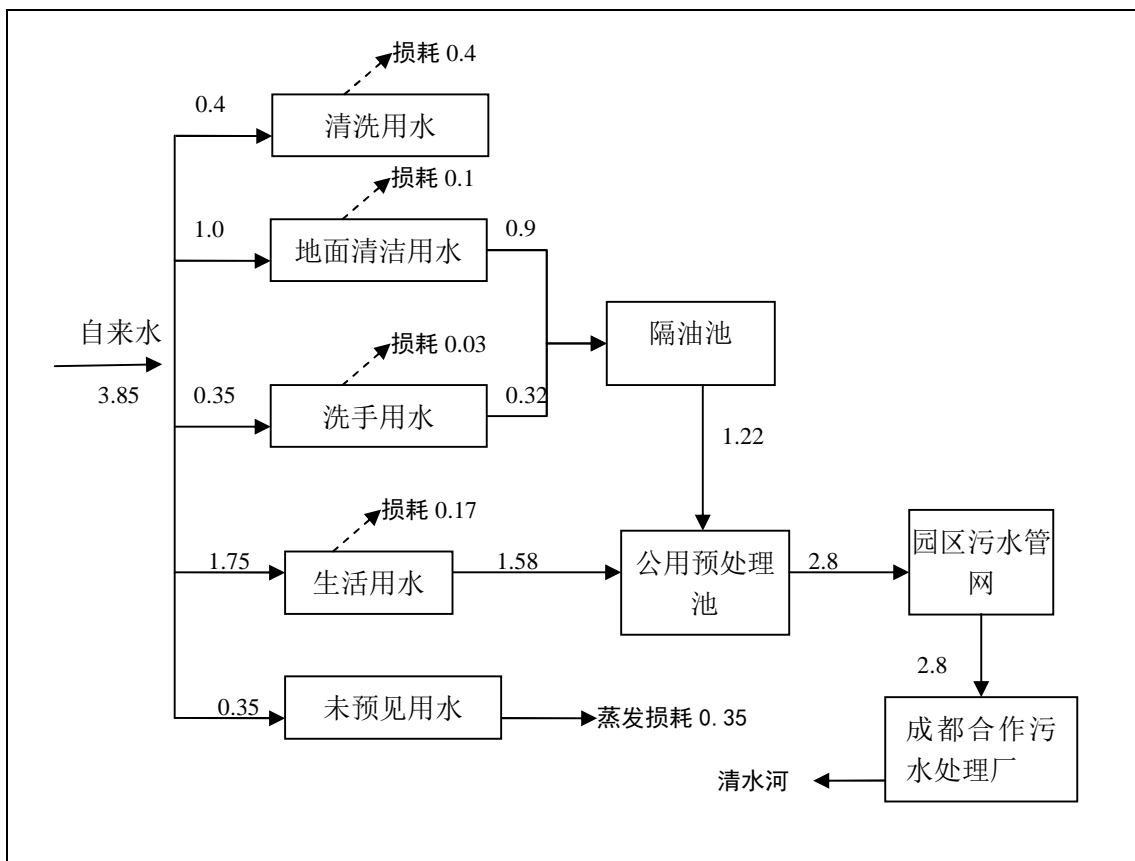 损耗 0.4
0.4
清洗用水
损耗 0.1
1.0
地面清洁用水
0.9
自来水
3.85
隔油池
损耗 0.03
0.35
洗手用水
0.32
1.22
损耗 0.17
1.75
生活用水
1.58
公用预处理
池
2.8
园区污水管
网
2.8
0.35
未预见用水
蒸发损耗 0.35
成都合作污
水处理厂
清水河